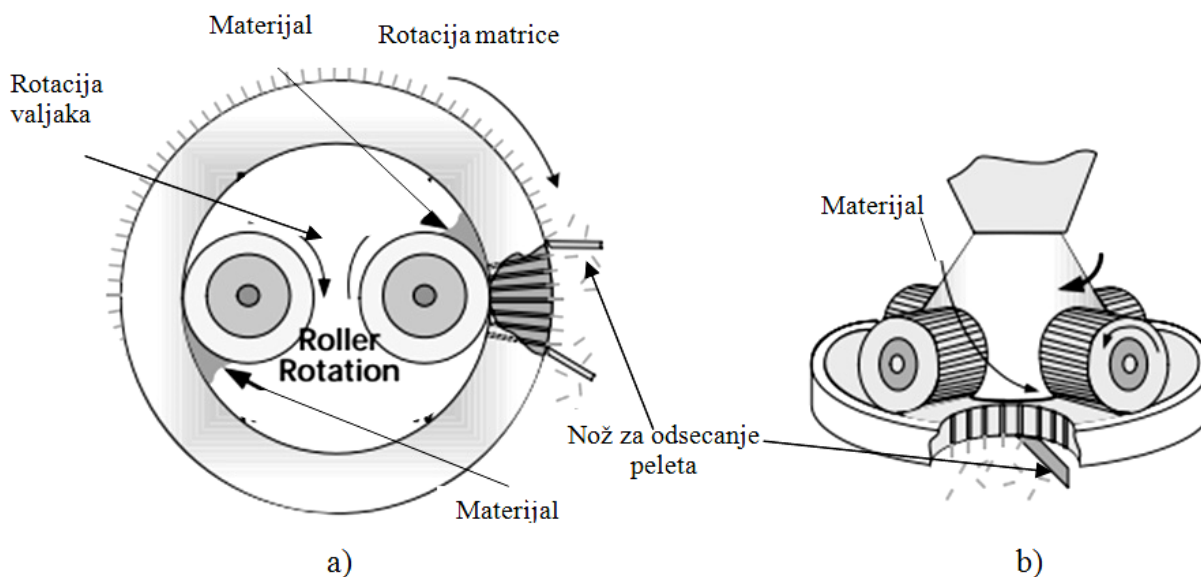 Materijal
Rotacija matrice
Rotacija
valjaka
Materijal
Roller
Rotation
Nož za odsecanje
peleta
Materijal
a)
b)